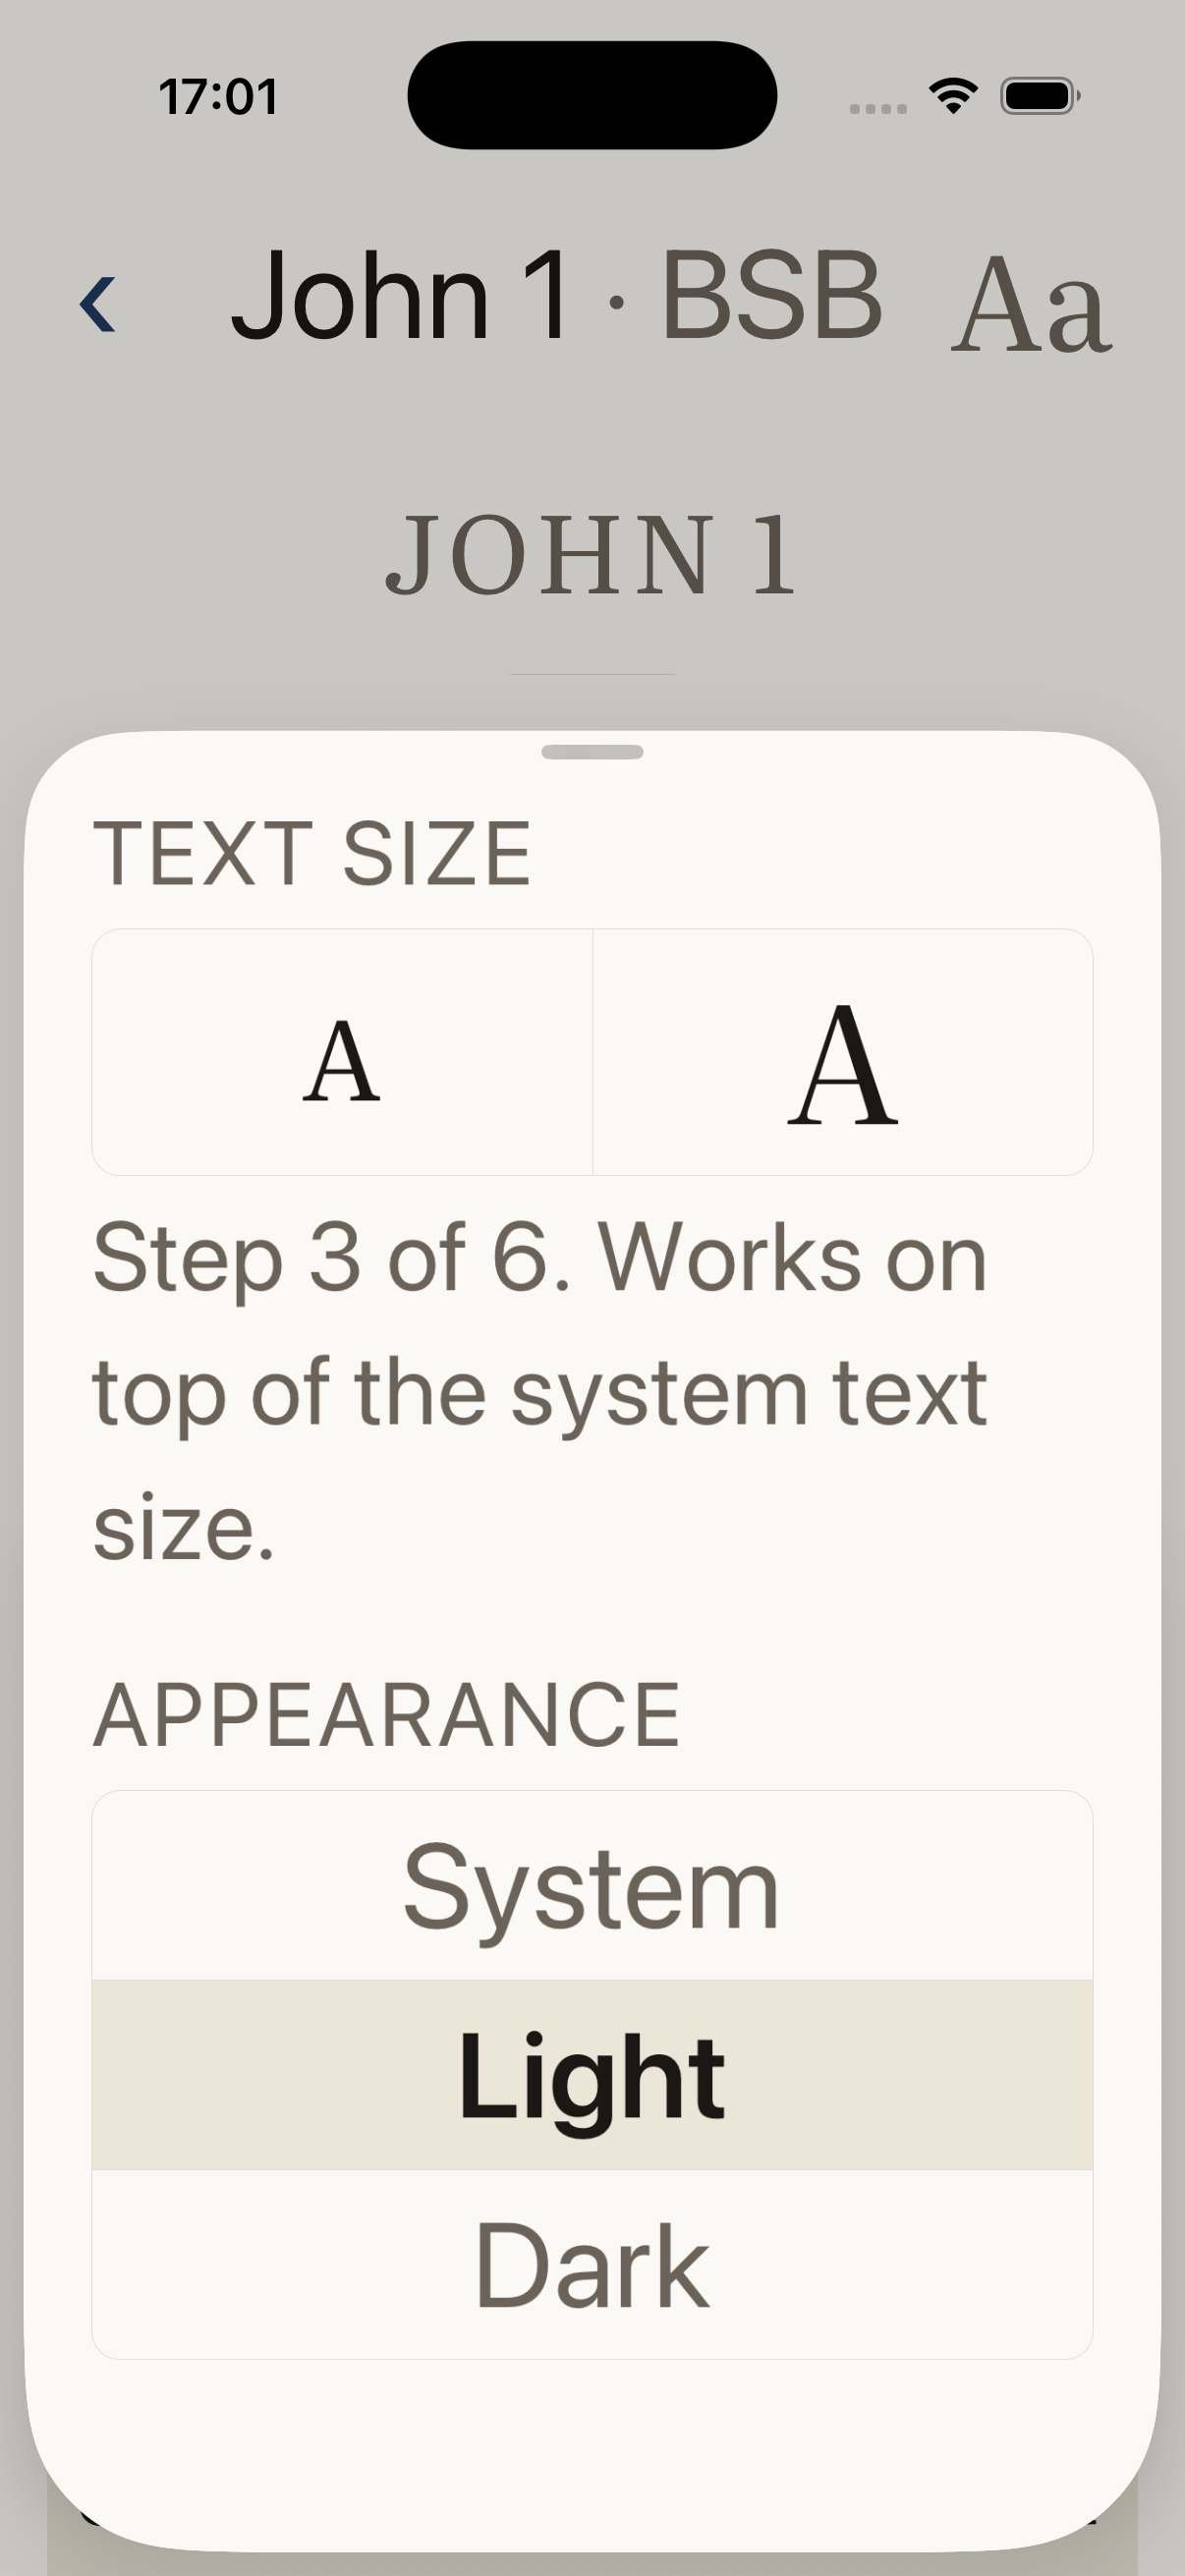 17:01
‹ John 1 · BSB Aa
JOHN 1
TEXT SIZE
A A
Step 3 of 6. Works on
top of the system text
size.
APPEARANCE
System
Light
Dark